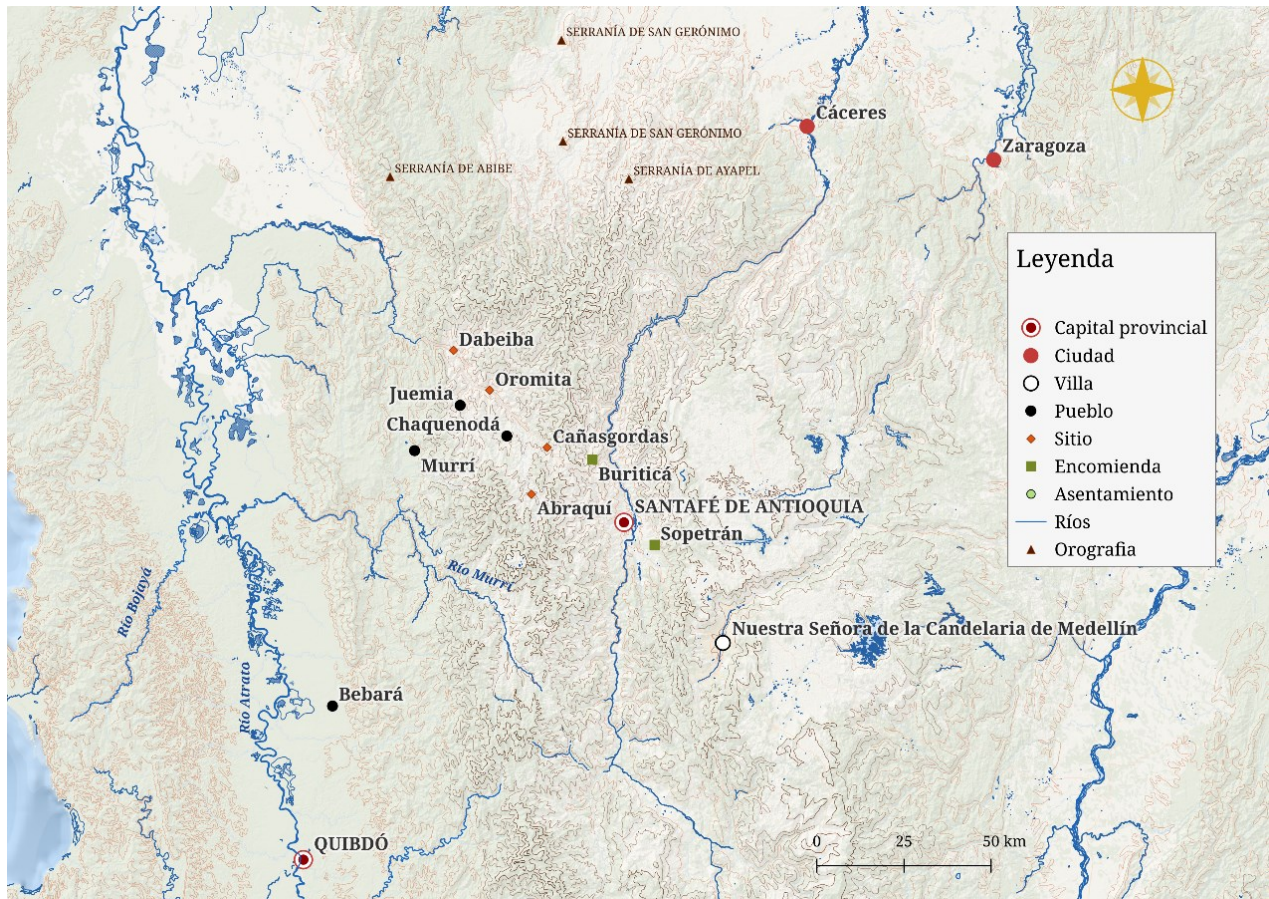 SERRANÍA DE SAN GERÓNIMO
Cáceres
SERRANÍA DE SAN GERÓNIMO
Zaragoza
SERRANÍA DE ABIBE
SERRANÍA DE AYAPEL
Leyenda
Capital provincial
Ciudad
Villa
Pueblo
Sitio
Encomienda
Asentamiento
Ríos
Orografia
Dabeiba
Oromita
Juemia
Chaquenodá
Cañasgordas
Murrí
Buriticá
Abraquí
SANTAFÉ DE ANTIOQUIA
Sopetrán
Río Murrí
Río Bojayá
Nuestra Señora de la Candelaria de Medellín
Río Atrato
Bebará
QUIBDÓ
0 25 50 km